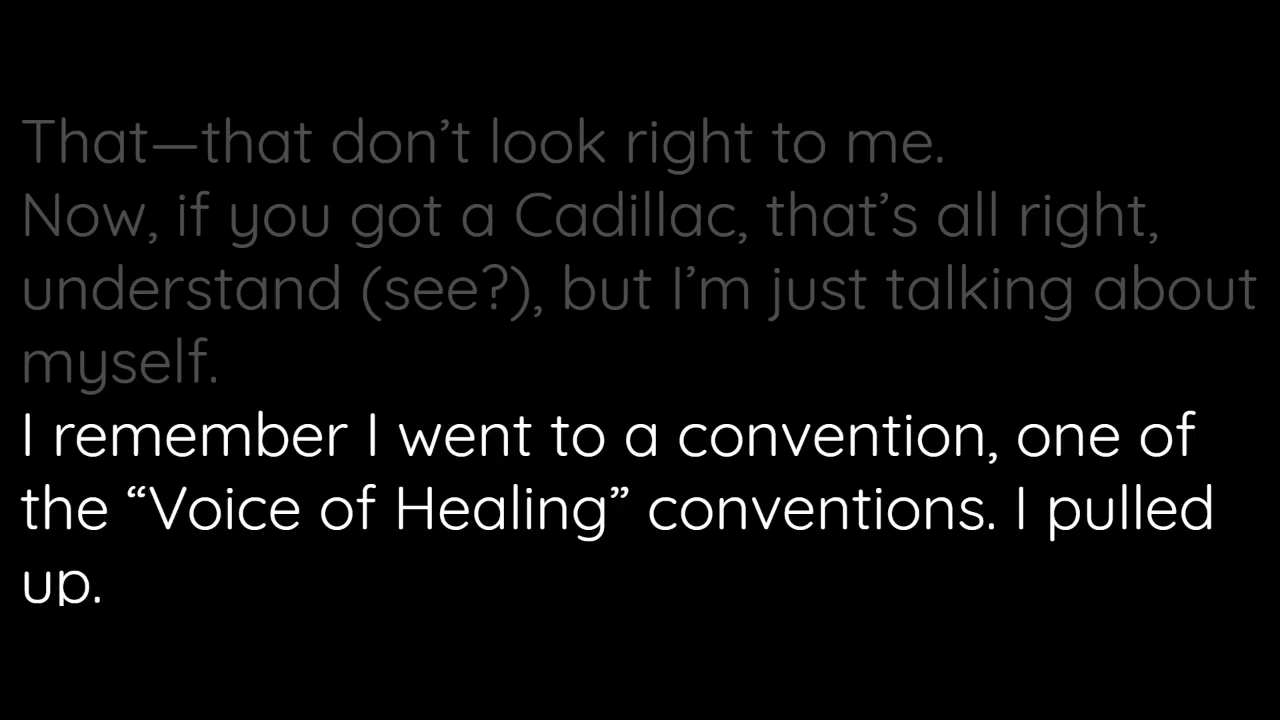 That—that don’t look right to me.
Now, if you got a Cadillac, that’s all right,
understand (see?), but I’m just talking about
myself.
I remember I went to a convention, one of
the “Voice of Healing” conventions. I pulled
up.